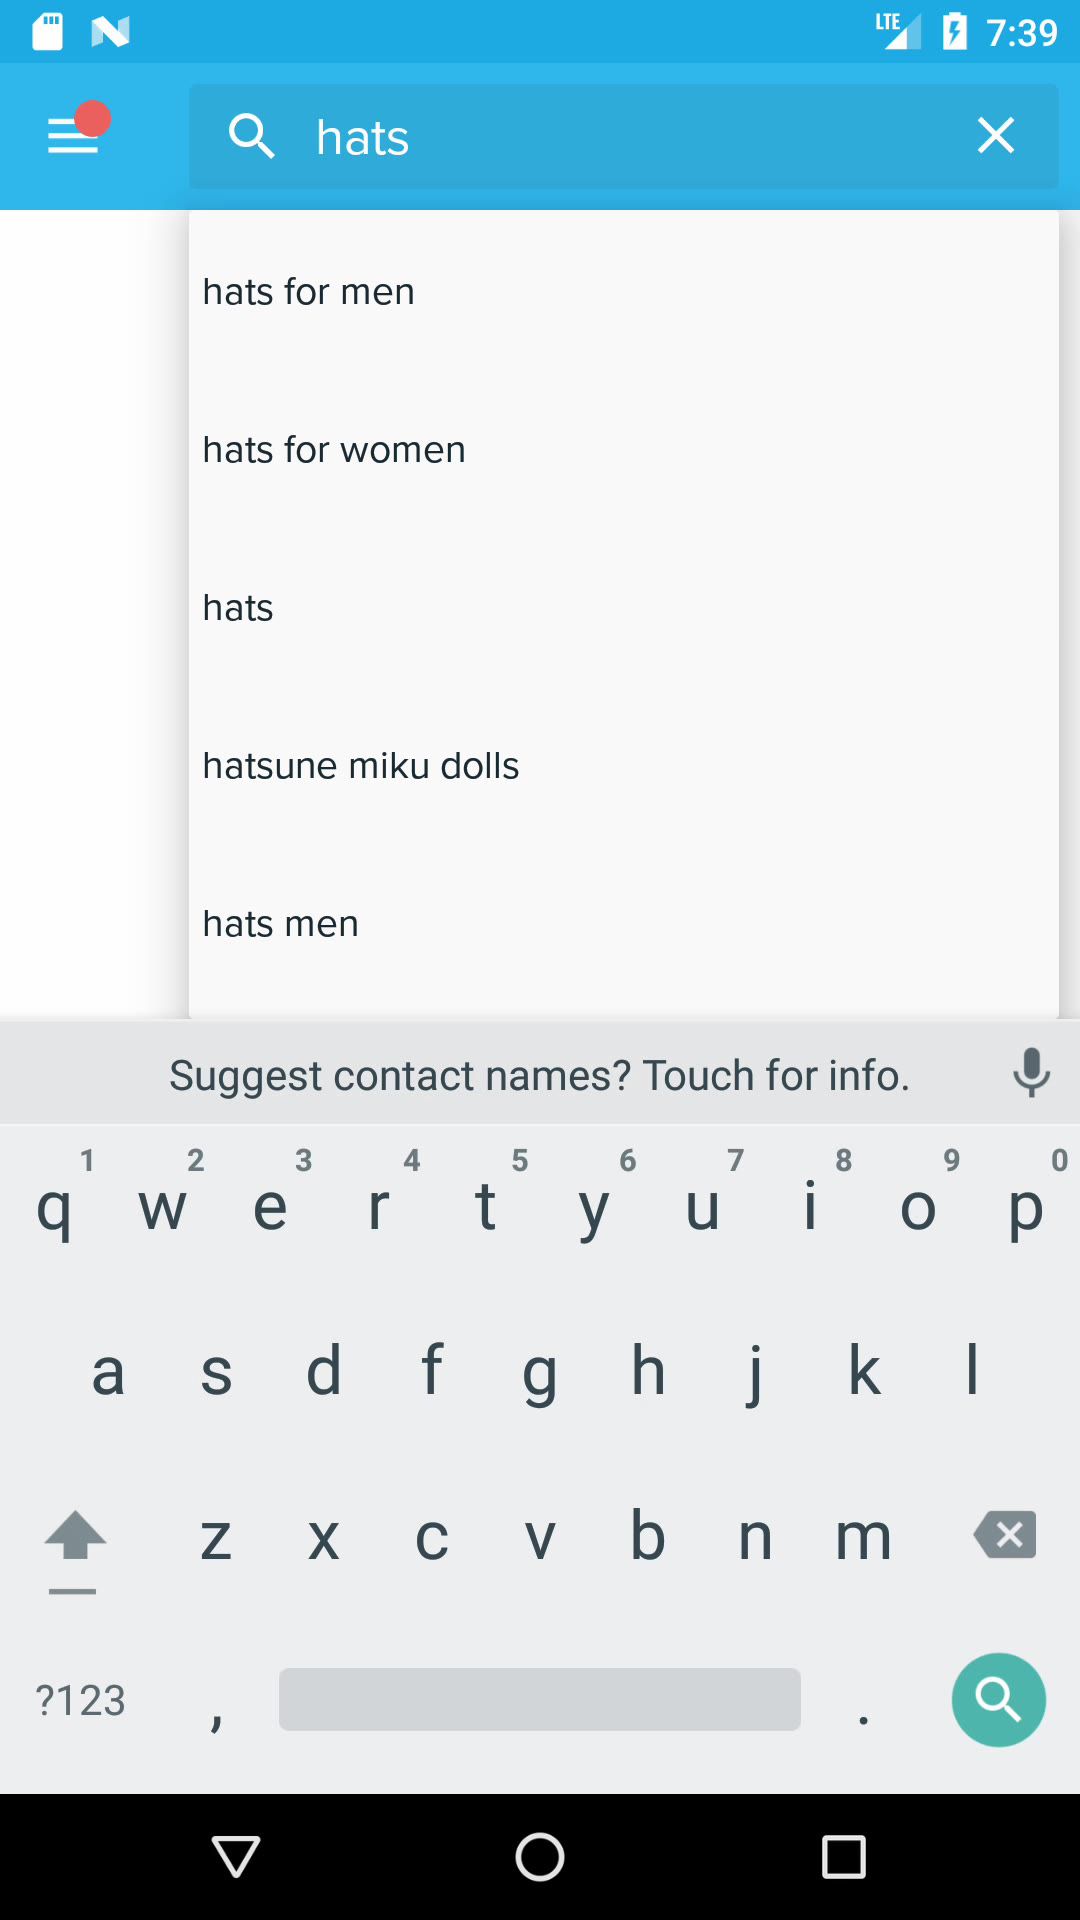 LTE 7:39
hats
hats for men
hats for women
hats
hatsune miku dolls
hats men
Suggest contact names? Touch for info.
1 2 3 4 5 6 7 8 9 0
q w e r t y u i o p
a s d f g h j k l
z x c v b n m
?123 , .